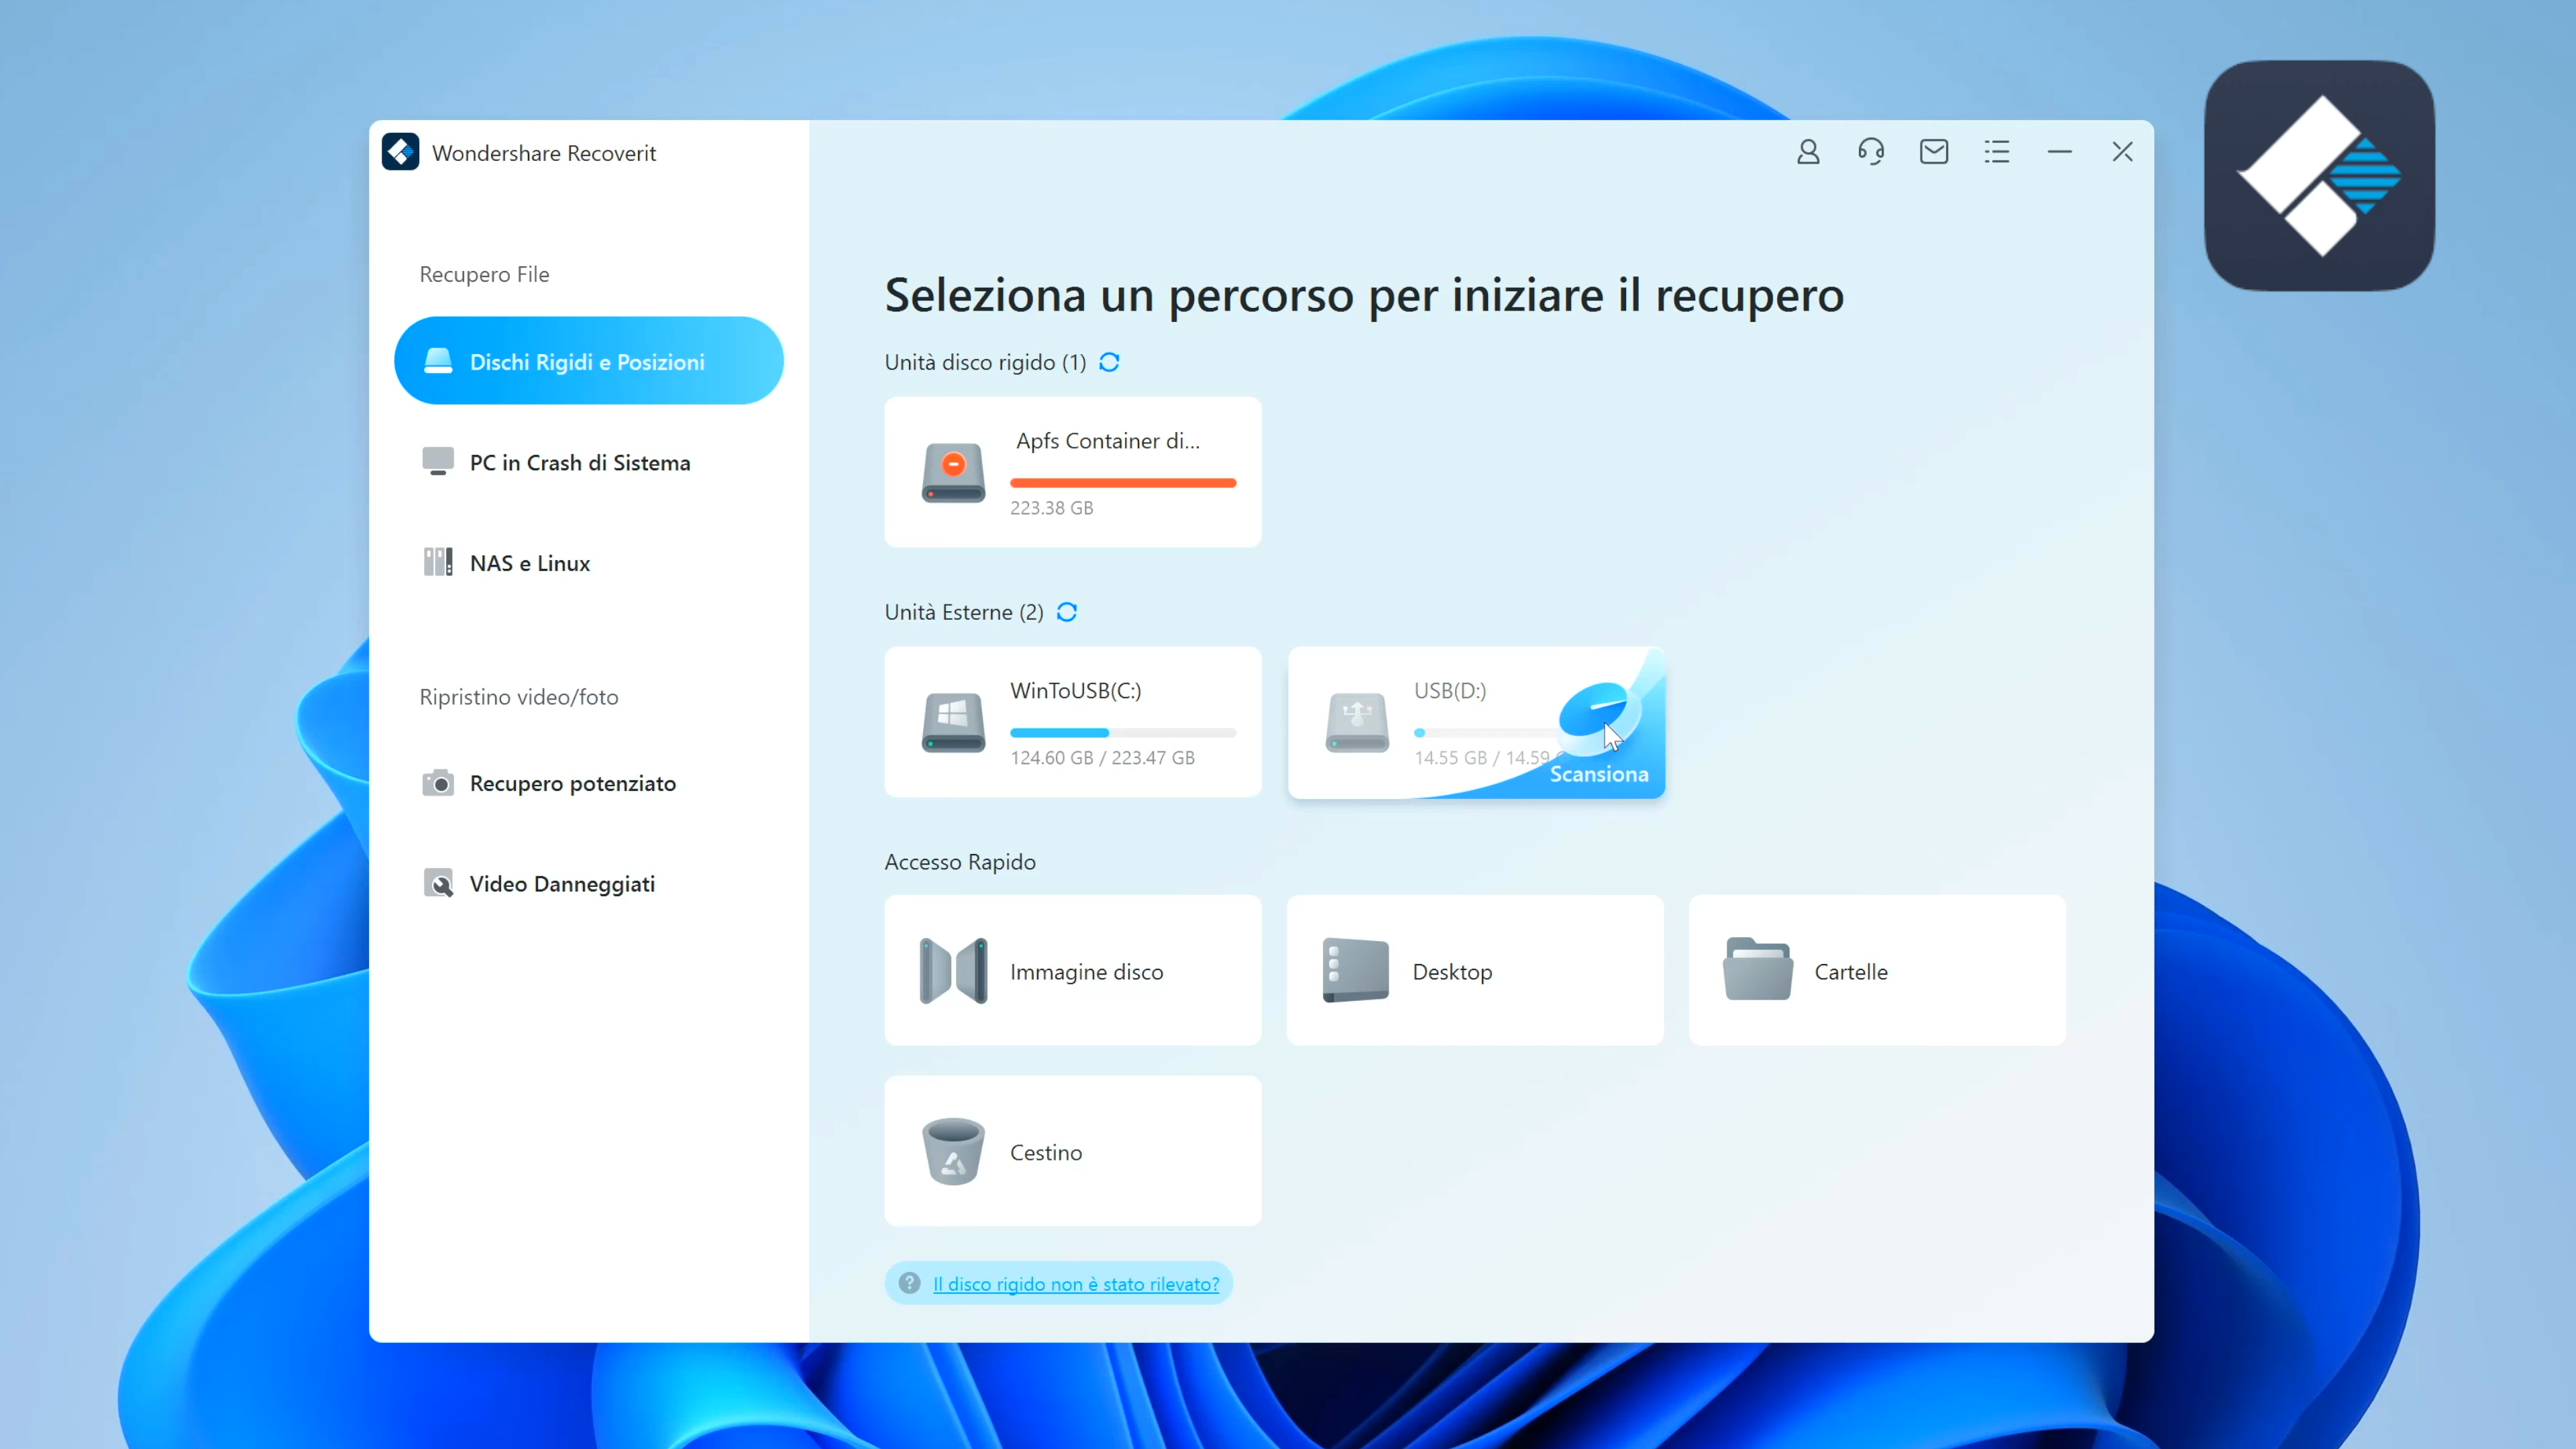 Wondershare Recoverit
Recupero File
Dischi Rigidi e Posizioni
PC in Crash di Sistema
NAS e Linux
Ripristino video/foto
Recupero potenziato
Video Danneggiati
Seleziona un percorso per iniziare il recupero
Unità disco rigido (1)
Apfs Container di...
223.38 GB
Unità Esterne (2)
WinToUSB(C:)
124.60 GB / 223.47 GB
USB(D:)
14.55 GB / 14.59
Scansiona
Accesso Rapido
Immagine disco
Desktop
Cartelle
Cestino
Il disco rigido non è stato rilevato?